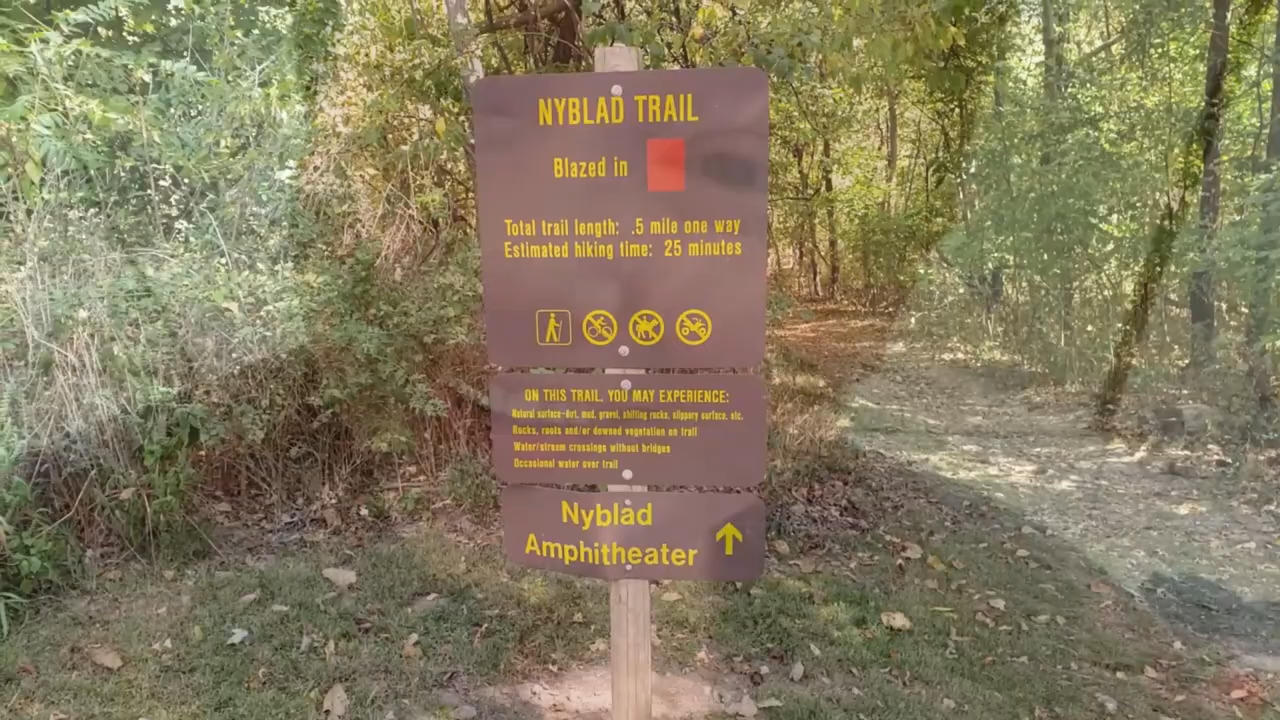 NYBLAD TRAIL
Blazed in
Total trail length: .5 mile one way
Estimated hiking time: 25 minutes
ON THIS TRAIL, YOU MAY EXPERIENCE:
Natural surface-dirt, mud, gravel, shifting rocks, slippery surface, etc.
Rocks, roots and/or downed vegetation on trail
Water/stream crossings without bridges
Occasional water over trail
Nyblad
Amphitheater